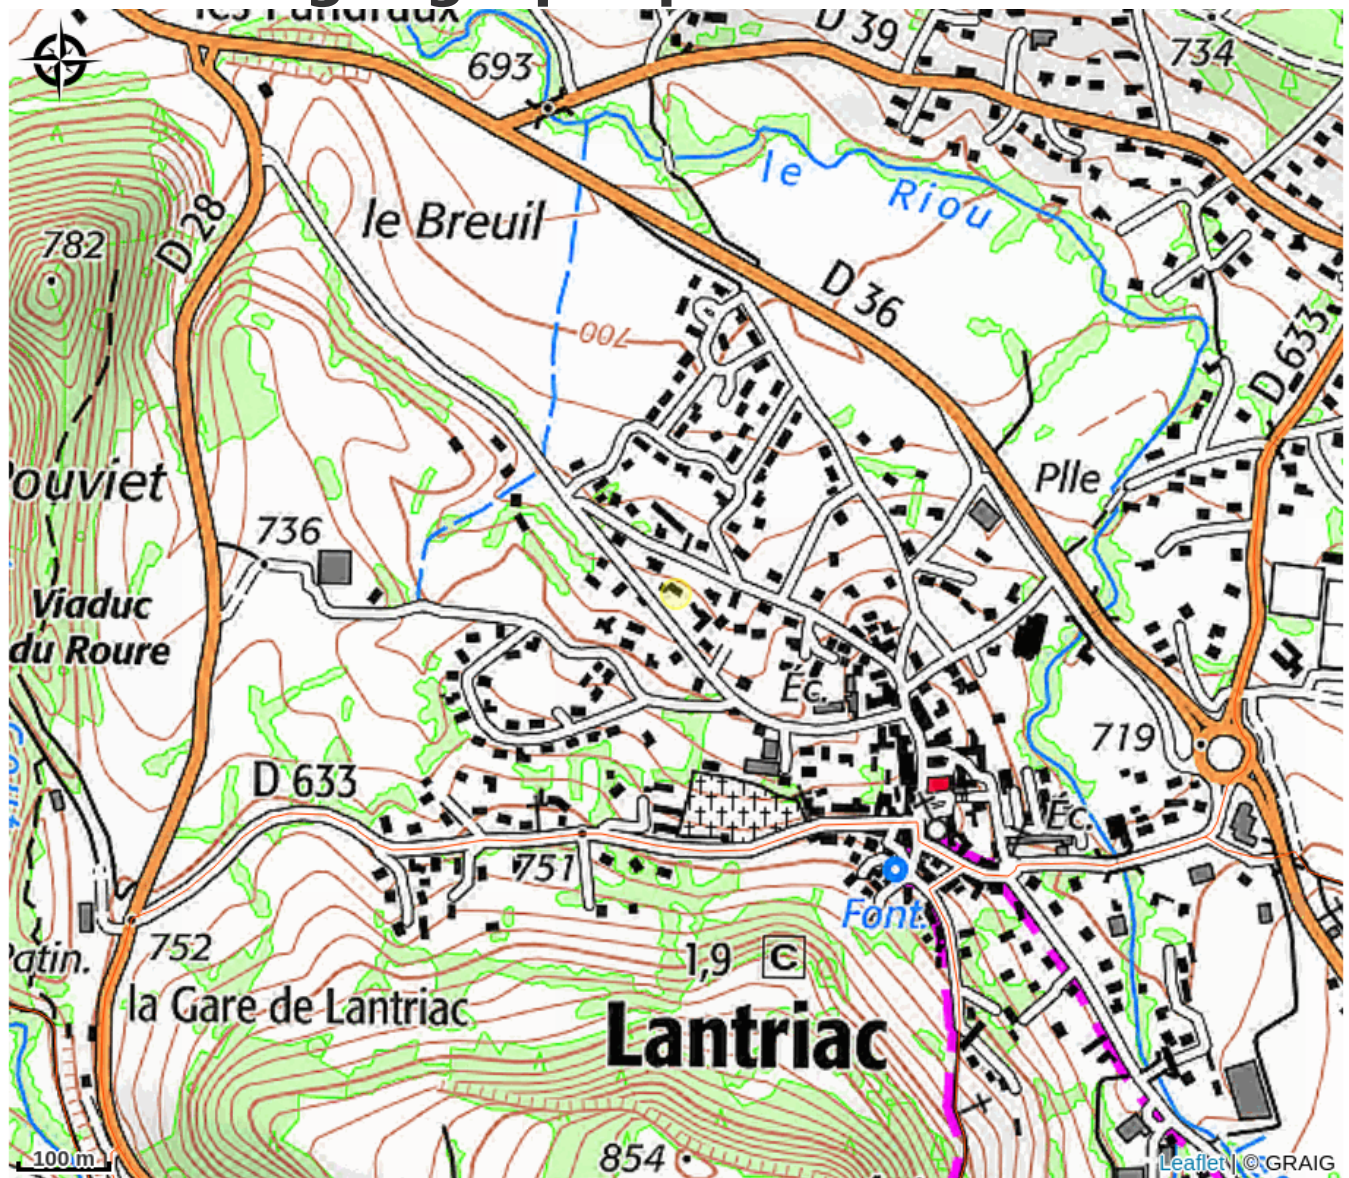 D 39
693
734
le Riou
D 28
le Breuil
782
D 36
700
D 633
ouviet
Plle
736
Viaduc
du Roure
Éc.
719
D 633
Éc.
751
Font.
752
atin.
1,9 C
la Gare de Lantriac
Lantriac
854
100 m
Leaflet | © GRAIG